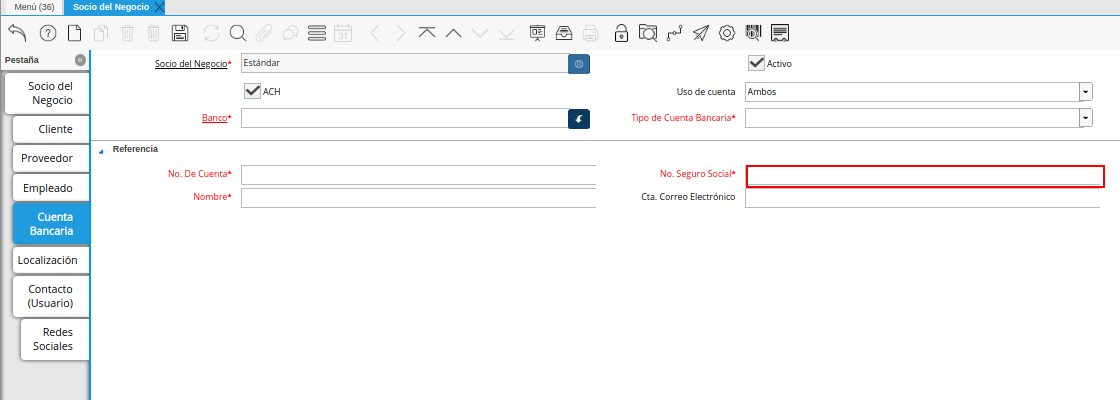 Menú (36)
Socio del Negocio
?
31
Pestaña
Socio del
Negocio
Cliente
Proveedor
Empleado
Cuenta
Bancaria
Localización
Contacto
(Usuario)
Redes
Sociales
Socio del Negocio* Estándar
Activo
ACH
Uso de cuenta Ambos
Banco*
Tipo de Cuenta Bancaria*
Referencia
No. De Cuenta*
No. Seguro Social*
Nombre*
Cta. Correo Electrónico